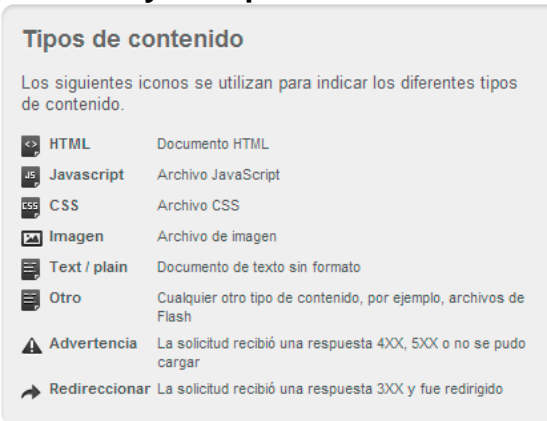 Tipos de contenido
Los siguientes iconos se utilizan para indicar los diferentes tipos
de contenido.
<> HTML Documento HTML
JS Javascript Archivo JavaScript
CSS CSS Archivo CSS
Imagen Archivo de imagen
Text / plain Documento de texto sin formato
Otro Cualquier otro tipo de contenido, por ejemplo, archivos de
Flash
Advertencia La solicitud recibió una respuesta 4XX, 5XX o no se pudo
cargar
Redireccionar La solicitud recibió una respuesta 3XX y fue redirigido